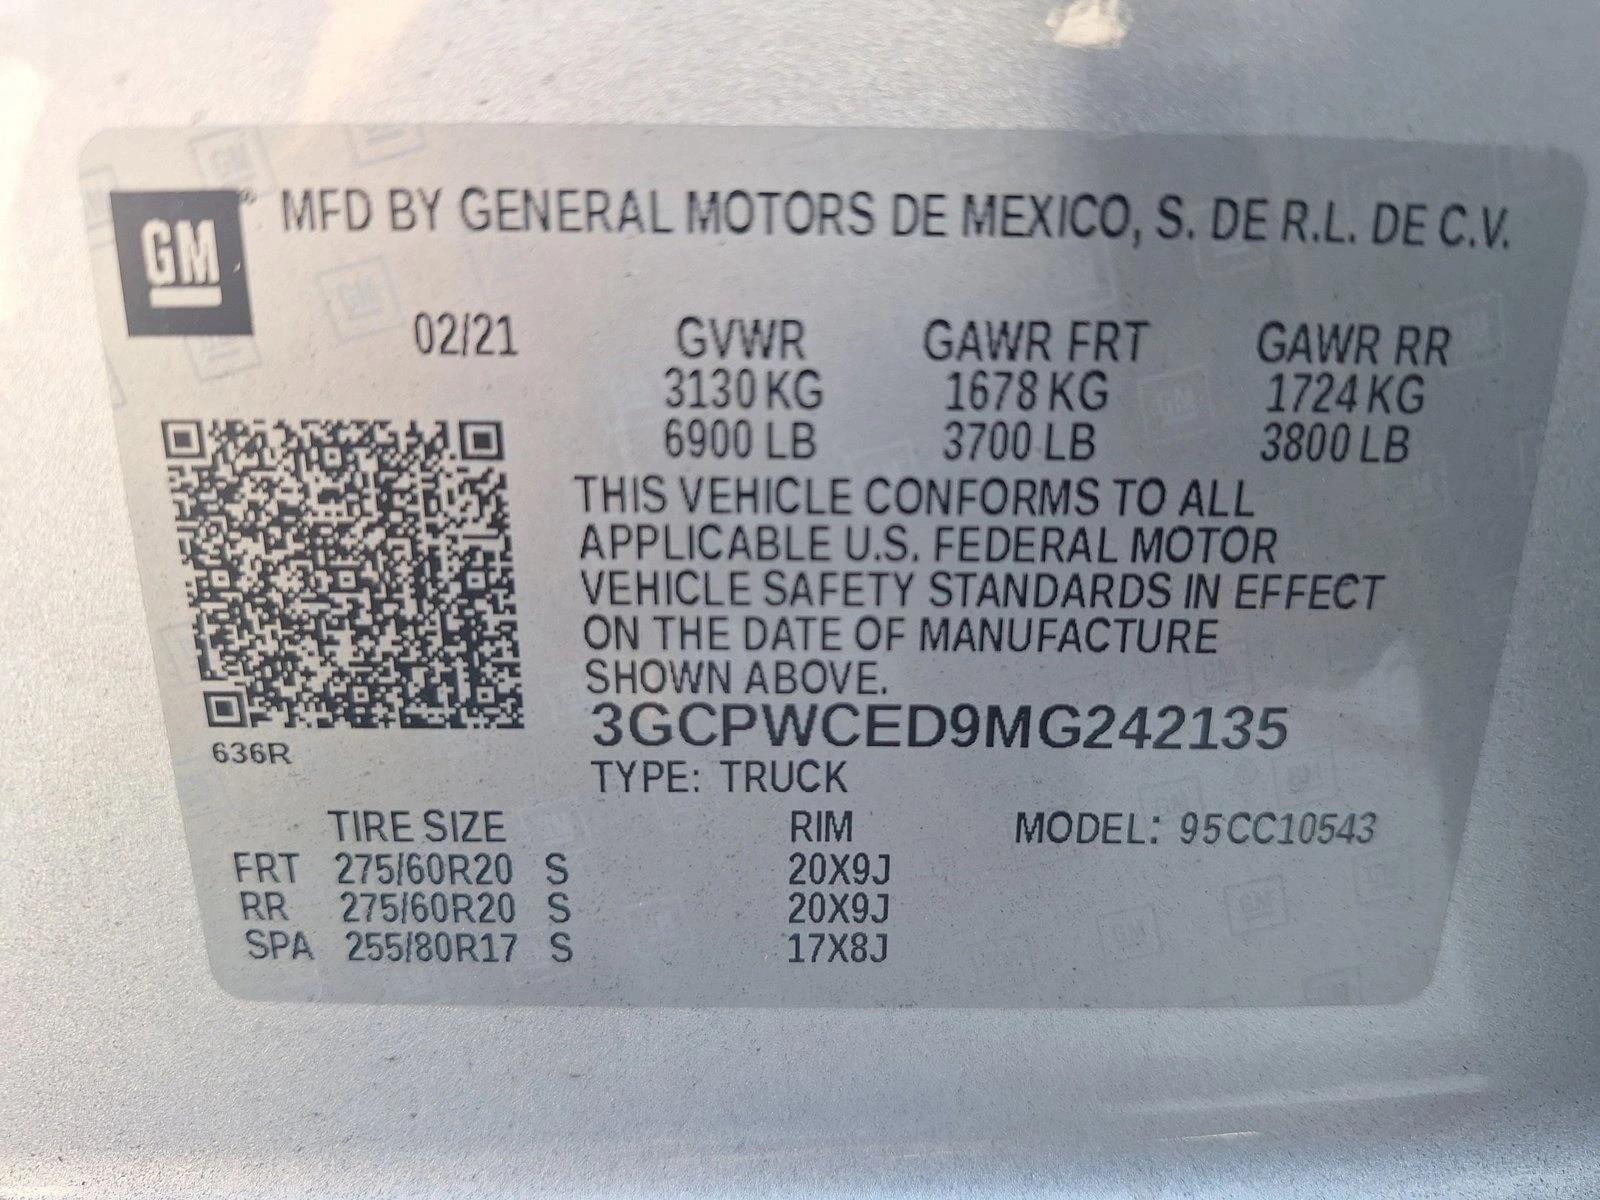 GM® MFD BY GENERAL MOTORS DE MEXICO, S. DE R.L. DE C.V.
02/21 GVWR GAWR FRT GAWR RR
3130 KG 1678 KG 1724 KG
6900 LB 3700 LB 3800 LB
THIS VEHICLE CONFORMS TO ALL
APPLICABLE U.S. FEDERAL MOTOR
VEHICLE SAFETY STANDARDS IN EFFECT
ON THE DATE OF MANUFACTURE
SHOWN ABOVE.
3GCPWCED9MG242135
636R
TYPE: TRUCK
TIRE SIZE RIM MODEL: 95CC10543
FRT 275/60R20 S 20X9J
RR 275/60R20 S 20X9J
SPA 255/80R17 S 17X8J